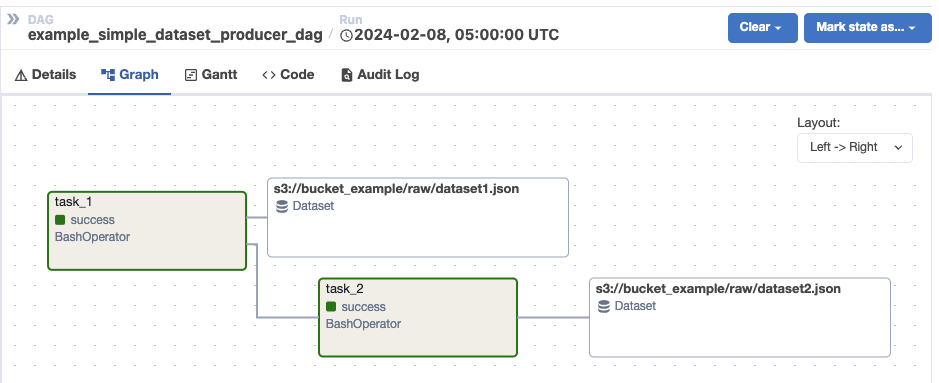 DAG
example_simple_dataset_producer_dag
/
Run
2024-02-08, 05:00:00 UTC
Clear
Mark state as...
Details
Graph
Gantt
Code
Audit Log
Layout:
Left -> Right
task_1
success
BashOperator
s3://bucket_example/raw/dataset1.json
Dataset
task_2
success
BashOperator
s3://bucket_example/raw/dataset2.json
Dataset